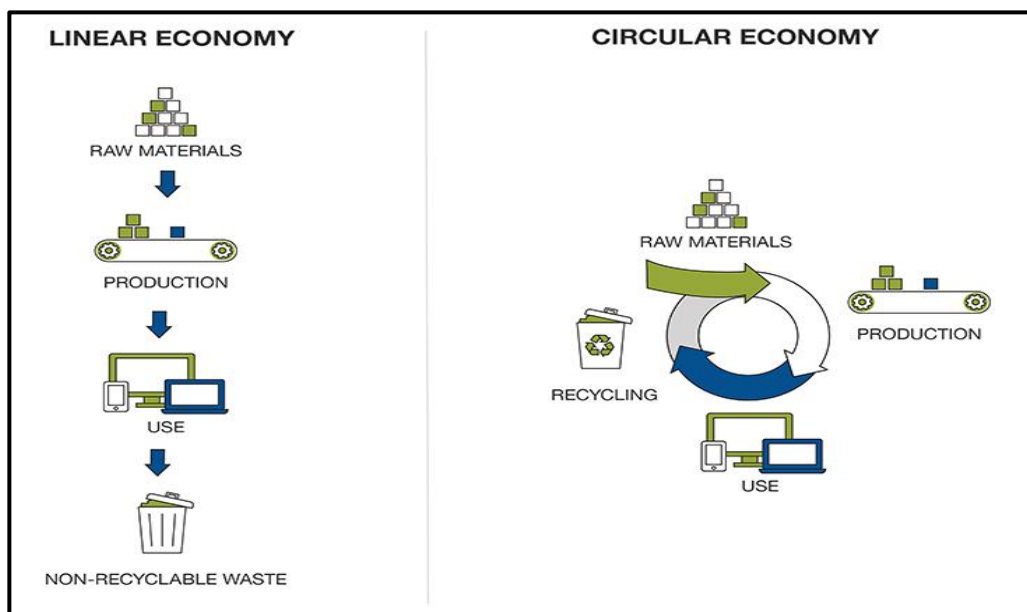 LINEAR ECONOMY
RAW MATERIALS
PRODUCTION
USE
NON-RECYCLABLE WASTE
CIRCULAR ECONOMY
RAW MATERIALS
PRODUCTION
RECYCLING
USE